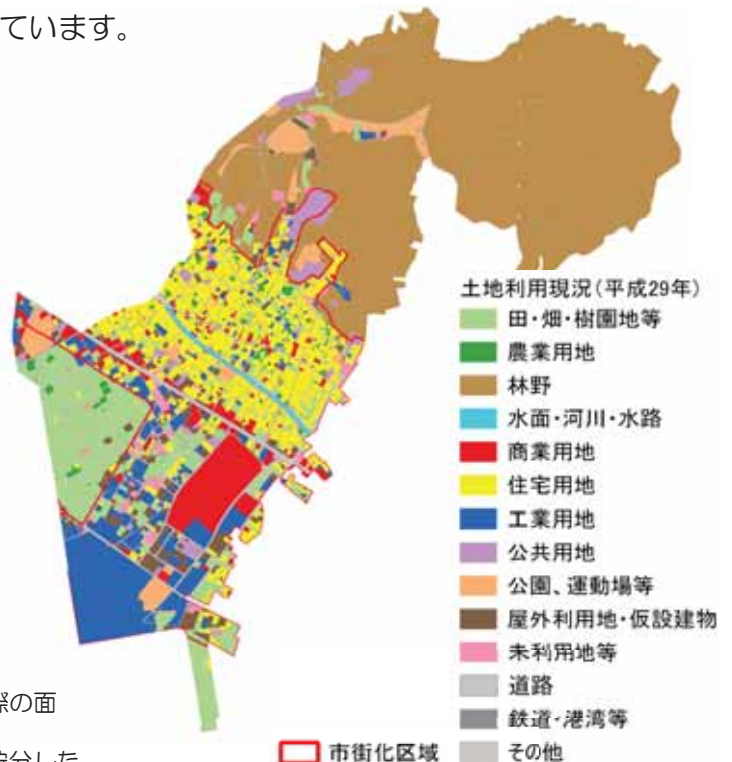 ています。
土地利用現況(平成29年)
田・畑・樹園地等
農業用地
林野
水面・河川・水路
商業用地
住宅用地
工業用地
公共用地
公園、運動場等
屋外利用地・仮設建物
未利用地等
道路
鉄道・港湾等
市街化区域
その他
際の面